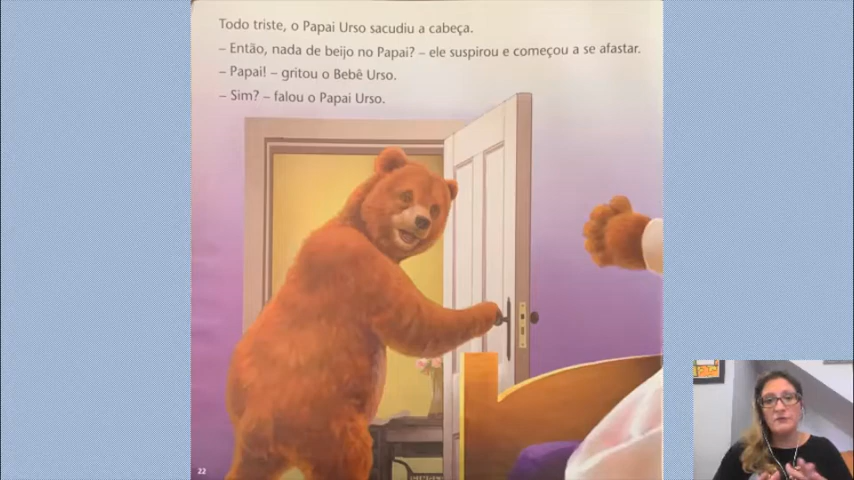 Todo triste, o Papai Urso sacudiu a cabeça.
– Então, nada de beijo no Papai? – ele suspirou e começou a se afastar.
– Papai! – gritou o Bebê Urso.
– Sim? – falou o Papai Urso.
22